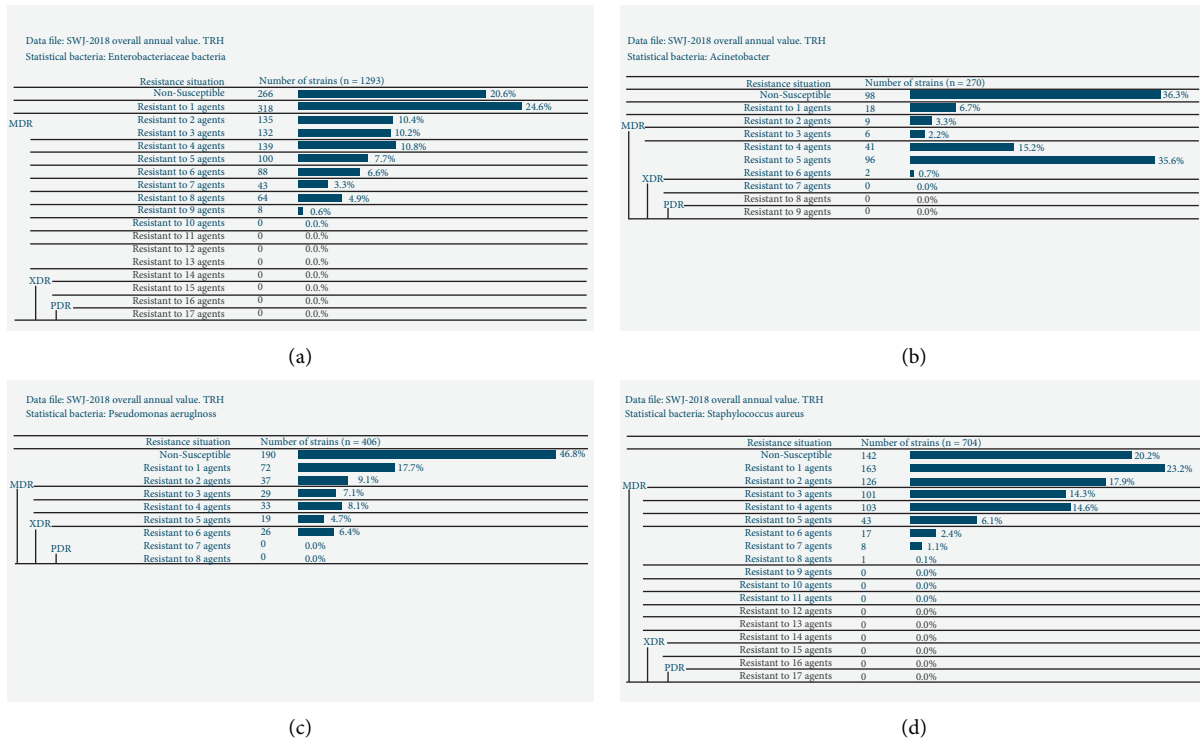 Data file: SWJ-2018 overall annual value. TRH
Statistical bacteria: Enterobacteriaceae bacteria
Resistance situation Number of strains (n = 1293)
Non-Susceptible 266 20.6%
Resistant to 1 agents 318 24.6%
Resistant to 2 agents 135 10.4%
MDR
Resistant to 3 agents 132 10.2%
Resistant to 4 agents 139 10.8%
Resistant to 5 agents 100 7.7%
Resistant to 6 agents 88 6.6%
Resistant to 7 agents 43 3.3%
Resistant to 8 agents 64 4.9%
Resistant to 9 agents 8 0.6%
Resistant to 10 agents 0 0.0.%
Resistant to 11 agents 0 0.0.%
Resistant to 12 agents 0 0.0.%
Resistant to 13 agents 0 0.0.%
Resistant to 14 agents 0 0.0.%
XDR
Resistant to 15 agents 0 0.0.%
Resistant to 16 agents 0 0.0.%
PDR
Resistant to 17 agents 0 0.0.%
(a)
Data file: SWJ-2018 overall annual value. TRH
Statistical bacteria: Acinetobacter
Resistance situation Number of strains (n = 270)
Non-Susceptible 98 36.3%
Resistant to 1 agents 18 6.7%
Resistant to 2 agents 9 3.3%
MDR
Resistant to 3 agents 6 2.2%
Resistant to 4 agents 41 15.2%
Resistant to 5 agents 96 35.6%
Resistant to 6 agents 2 0.7%
XDR
Resistant to 7 agents 0 0.0%
Resistant to 8 agents 0 0.0%
PDR
Resistant to 9 agents 0 0.0%
(b)
Data file: SWJ-2018 overall annual value. TRH
Statistical bacteria: Pseudomonas aeruglnoss
Resistance situation Number of strains (n = 406)
Non-Susceptible 190 46.8%
Resistant to 1 agents 72 17.7%
Resistant to 2 agents 37 9.1%
MDR
Resistant to 3 agents 29 7.1%
Resistant to 4 agents 33 8.1%
Resistant to 5 agents 19 4.7%
XDR
Resistant to 6 agents 26 6.4%
Resistant to 7 agents 0 0.0%
PDR
Resistant to 8 agents 0 0.0%
(c)
Data file: SWJ-2018 overall annual value. TRH
Statistical bacteria: Staphylococcus aureus
Resistance situation Number of strains (n = 704)
Non-Susceptible 142 20.2%
Resistant to 1 agents 163 23.2%
Resistant to 2 agents 126 17.9%
MDR
Resistant to 3 agents 101 14.3%
Resistant to 4 agents 103 14.6%
Resistant to 5 agents 43 6.1%
Resistant to 6 agents 17 2.4%
Resistant to 7 agents 8 1.1%
Resistant to 8 agents 1 0.1%
Resistant to 9 agents 0 0.0%
Resistant to 10 agents 0 0.0%
Resistant to 11 agents 0 0.0%
Resistant to 12 agents 0 0.0%
Resistant to 13 agents 0 0.0%
Resistant to 14 agents 0 0.0%
XDR
Resistant to 15 agents 0 0.0%
Resistant to 16 agents 0 0.0%
PDR
Resistant to 17 agents 0 0.0%
(d)